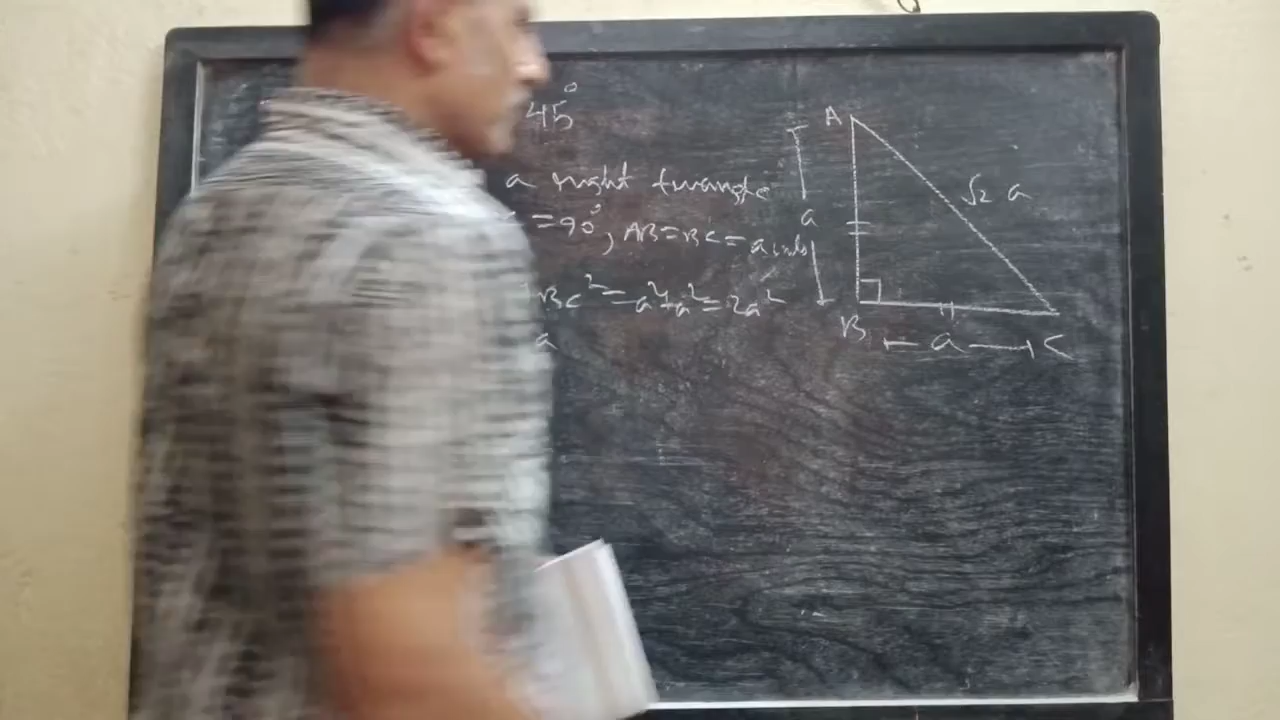 45°
a right triangle
= 90°, AB = BC = a units
BC² = a² + a² = 2a²
a
A
√2 a
a
B
a
C